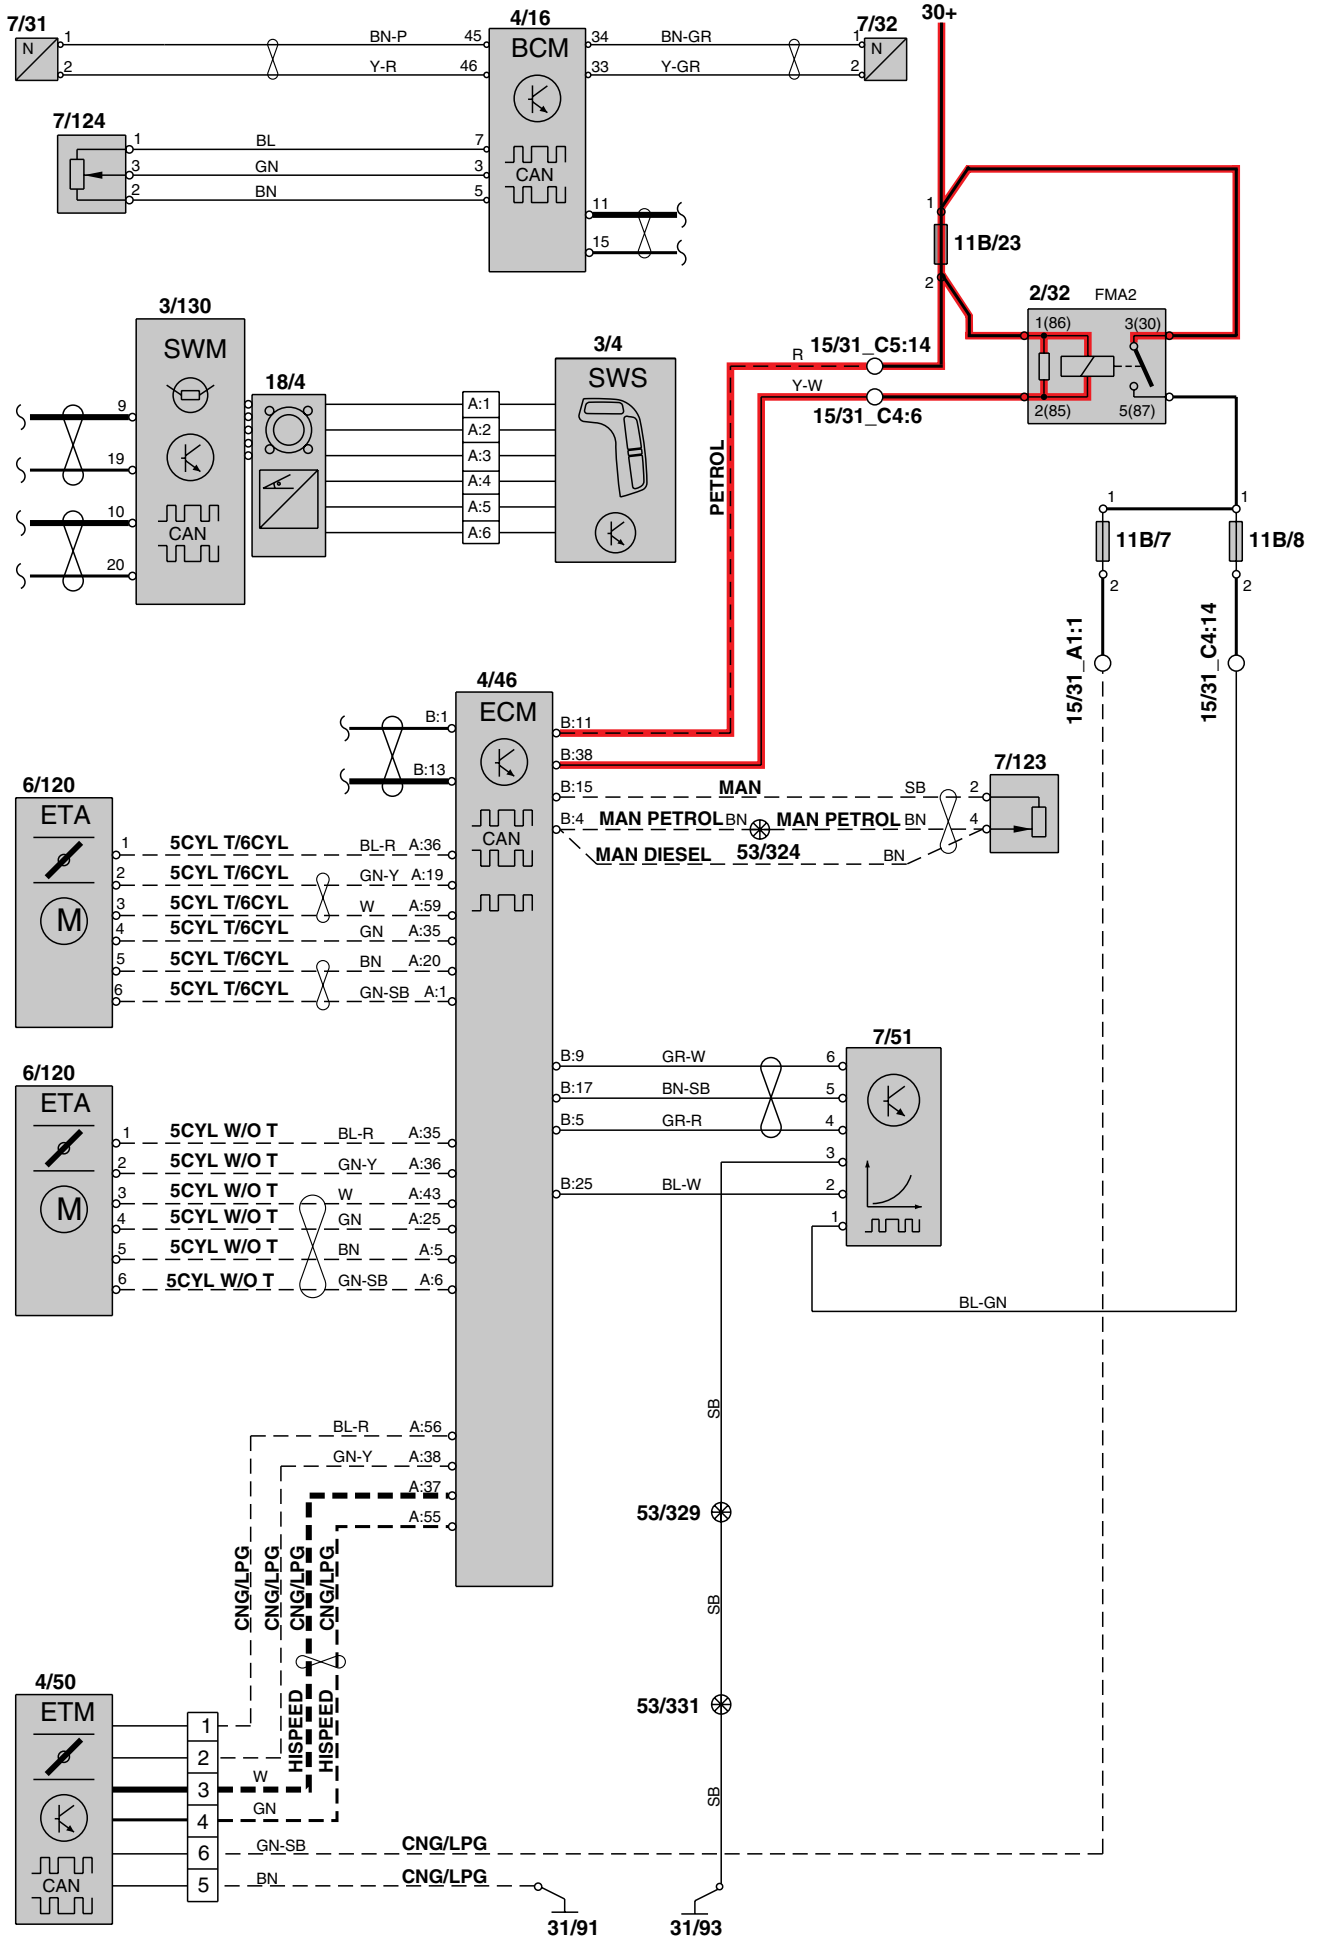 7/31
4/16
7/32
30+
N
1
BN-P
45
BCM
34
BN-GR
1
N
2
Y-R
46
33
Y-GR
2
7/124
1
BL
7
3
GN
3
CAN
2
BN
5
11
15
1
11B/23
2
2/32
FMA2
1(86)
3(30)
2(85)
5(87)
3/130
SWM
18/4
3/4
SWS
R
15/31_C5:14
Y-W
15/31_C4:6
9
19
10
CAN
20
A:1
A:2
A:3
A:4
A:5
A:6
PETROL
1
1
11B/7
11B/8
2
2
15/31_A1:1
15/31_C4:14
4/46
ECM
B:1
B:11
B:13
B:38
B:15
MAN
SB
2
7/123
B:4
MAN PETROL
BN
MAN PETROL
BN
4
53/324
MAN DIESEL
BN
CAN
6/120
ETA
M
1
5CYL T/6CYL
BL-R
A:36
2
5CYL T/6CYL
GN-Y
A:19
3
5CYL T/6CYL
W
A:59
4
5CYL T/6CYL
GN
A:35
5
5CYL T/6CYL
BN
A:20
6
5CYL T/6CYL
GN-SB
A:1
7/51
B:9
GR-W
6
B:17
BN-SB
5
B:5
GR-R
4
3
B:25
BL-W
2
1
BL-GN
6/120
ETA
M
1
5CYL W/O T
BL-R
A:35
2
5CYL W/O T
GN-Y
A:36
3
5CYL W/O T
W
A:43
4
5CYL W/O T
GN
A:25
5
5CYL W/O T
BN
A:5
6
5CYL W/O T
GN-SB
A:6
BL-R
A:56
GN-Y
A:38
A:37
A:55
SB
53/329
CNG/LPG
CNG/LPG
CNG/LPG
CNG/LPG
SB
HISPEED
HISPEED
53/331
SB
4/50
ETM
CAN
1
2
3
W
4
GN
6
GN-SB
CNG/LPG
5
BN
CNG/LPG
31/91
31/93